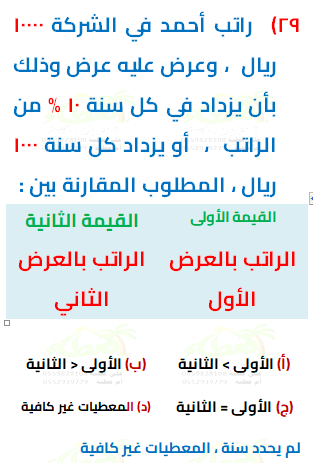 ٢٩) راتب أحمد في الشركة ١٠٠٠٠
ريال ، وعرض عليه عرض وذلك
بأن يزداد في كل سنة ١٠ % من
الراتب ، أو يزداد كل سنة ١٠٠٠
ريال ، المطلوب المقارنة بين :
القيمة الأولى القيمة الثانية
الراتب بالعرض الأول
الراتب بالعرض الثاني
(أ) الأولى > الثانية (ب) الأولى < الثانية
(ج) الأولى = الثانية (د) المعطيات غير كافية
لم يحدد سنة ، المعطيات غير كافية